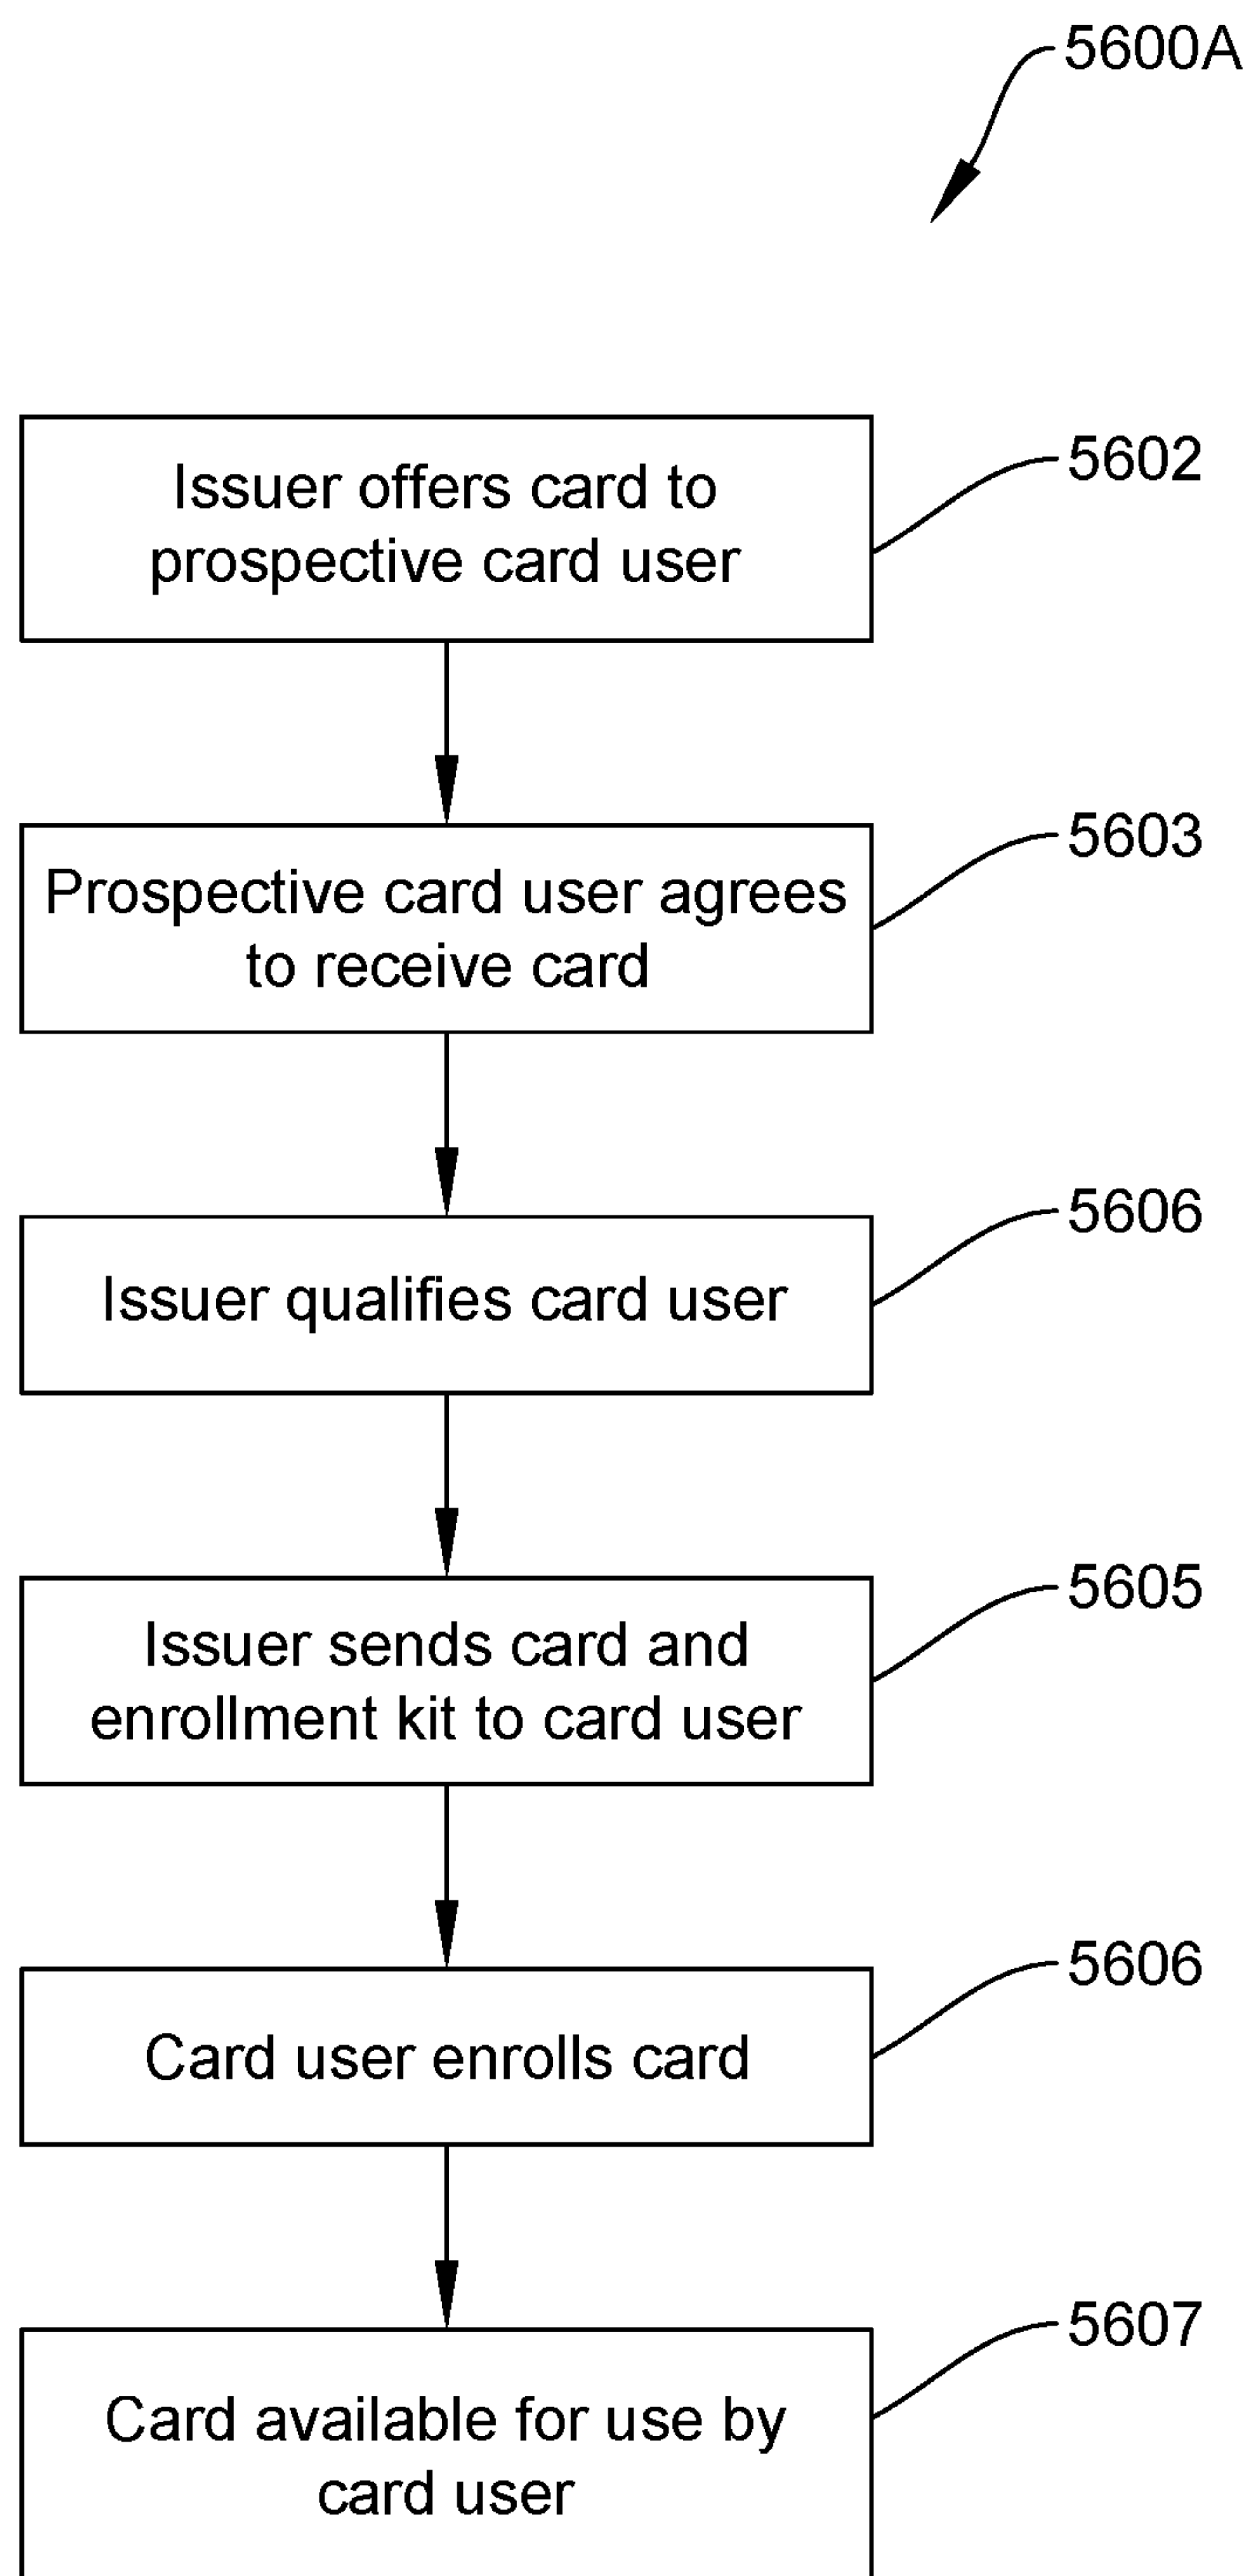 5600A
Issuer offers card to
prospective card user
5602
Prospective card user agrees
to receive card
5603
Issuer qualifies card user
5606
Issuer sends card and
enrollment kit to card user
5605
Card user enrolls card
5606
Card available for use by
card user
5607